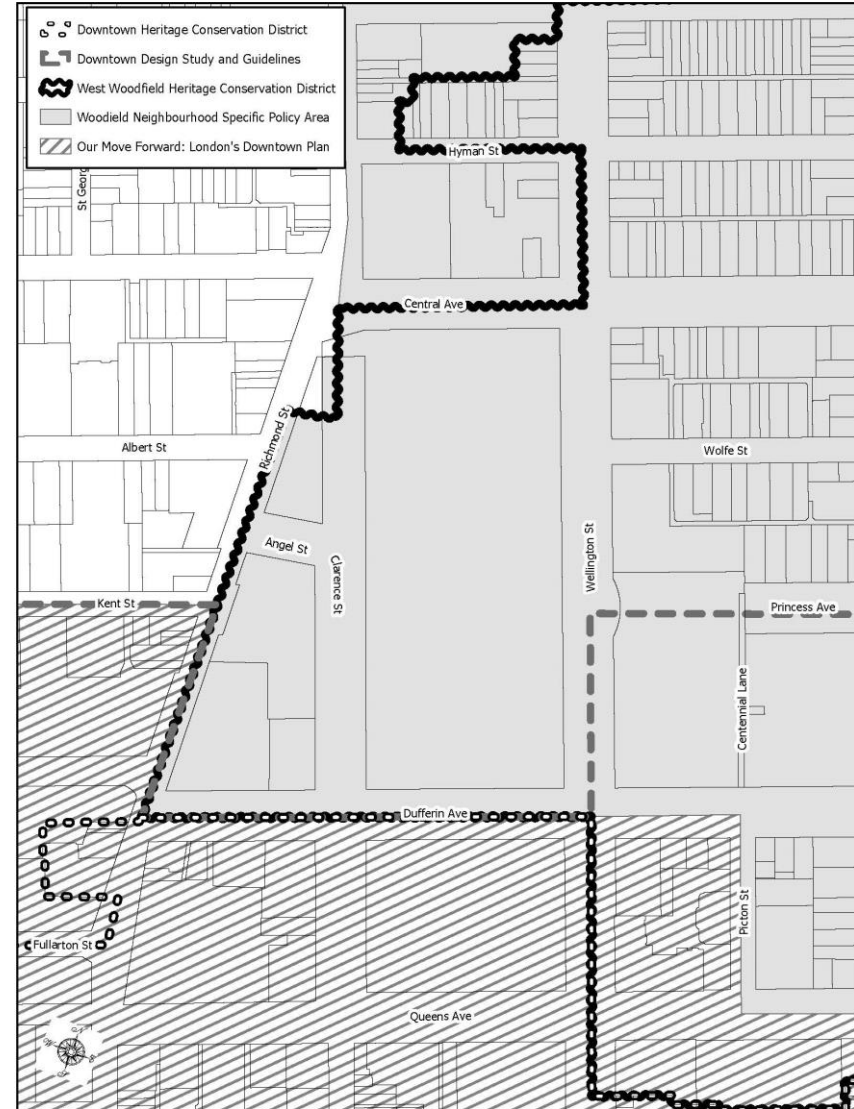 Downtown Heritage Conservation District
Downtown Design Study and Guidelines
West Woodfield Heritage Conservation District
Woodield Neighbourhood Specific Policy Area
Our Move Forward: London's Downtown Plan
Hyman St
St Georg
Central Ave
Richmond St
Albert St
Wolfe St
Angel St
Clarence St
Wellington St
Kent St
Princess Ave
Centennial Lane
Dufferin Ave
Picton St
Fullarton St
Queens Ave
N
W
E
S